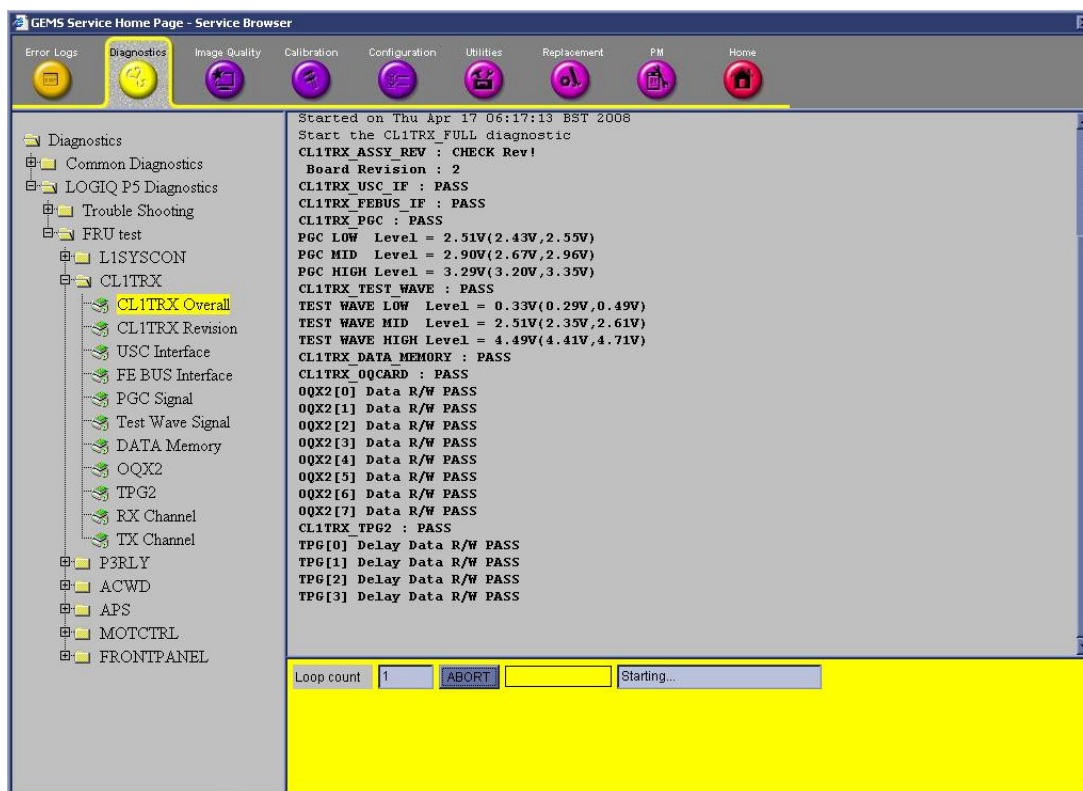 GEMS Service Home Page - Service Browser
Error Logs Diagnostics Image Quality Calibration Configuration Utilities Replacement PM Home
Diagnostics
Common Diagnostics
LOGIQ P5 Diagnostics
Trouble Shooting
FRU test
L1SYSCON
CL1TRX
CL1TRX Overall
CL1TRX Revision
USC Interface
FE BUS Interface
PGC Signal
Test Wave Signal
DATA Memory
OQX2
TPG2
RX Channel
TX Channel
P3RLY
ACWD
APS
MOTCTRL
FRONTPANEL
Started on Thu Apr 17 06:17:13 BST 2008
Start the CL1TRX_FULL diagnostic
CL1TRX_ASSY_REV : CHECK Rev!
Board Revision : 2
CL1TRX_USC_IF : PASS
CL1TRX_FEBUS_IF : PASS
CL1TRX_PGC : PASS
PGC LOW Level = 2.51V(2.43V,2.55V)
PGC MID Level = 2.90V(2.67V,2.96V)
PGC HIGH Level = 3.29V(3.20V,3.35V)
CL1TRX_TEST_WAVE : PASS
TEST WAVE LOW Level = 0.33V(0.29V,0.49V)
TEST WAVE MID Level = 2.51V(2.35V,2.61V)
TEST WAVE HIGH Level = 4.49V(4.41V,4.71V)
CL1TRX_DATA_MEMORY : PASS
CL1TRX_OQCARD : PASS
OQX2[0] Data R/W PASS
OQX2[1] Data R/W PASS
OQX2[2] Data R/W PASS
OQX2[3] Data R/W PASS
OQX2[4] Data R/W PASS
OQX2[5] Data R/W PASS
OQX2[6] Data R/W PASS
OQX2[7] Data R/W PASS
CL1TRX_TPG2 : PASS
TPG[0] Delay Data R/W PASS
TPG[1] Delay Data R/W PASS
TPG[2] Delay Data R/W PASS
TPG[3] Delay Data R/W PASS
Loop count 1 ABORT Starting...